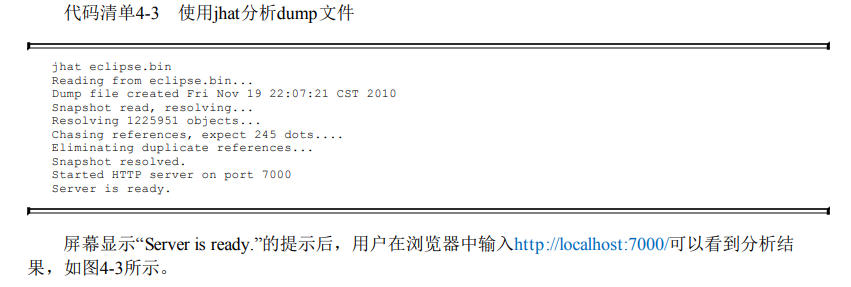 代码清单4-3 使用jhat分析dump文件
jhat eclipse.bin
Reading from eclipse.bin...
Dump file created Fri Nov 19 22:07:21 CST 2010
Snapshot read, resolving...
Resolving 1225951 objects...
Chasing references, expect 245 dots....
Eliminating duplicate references...
Snapshot resolved.
Started HTTP server on port 7000
Server is ready.
屏幕显示“Server is ready.”的提示后，用户在浏览器中输入http://localhost:7000/可以看到分析结
果，如图4-3所示。